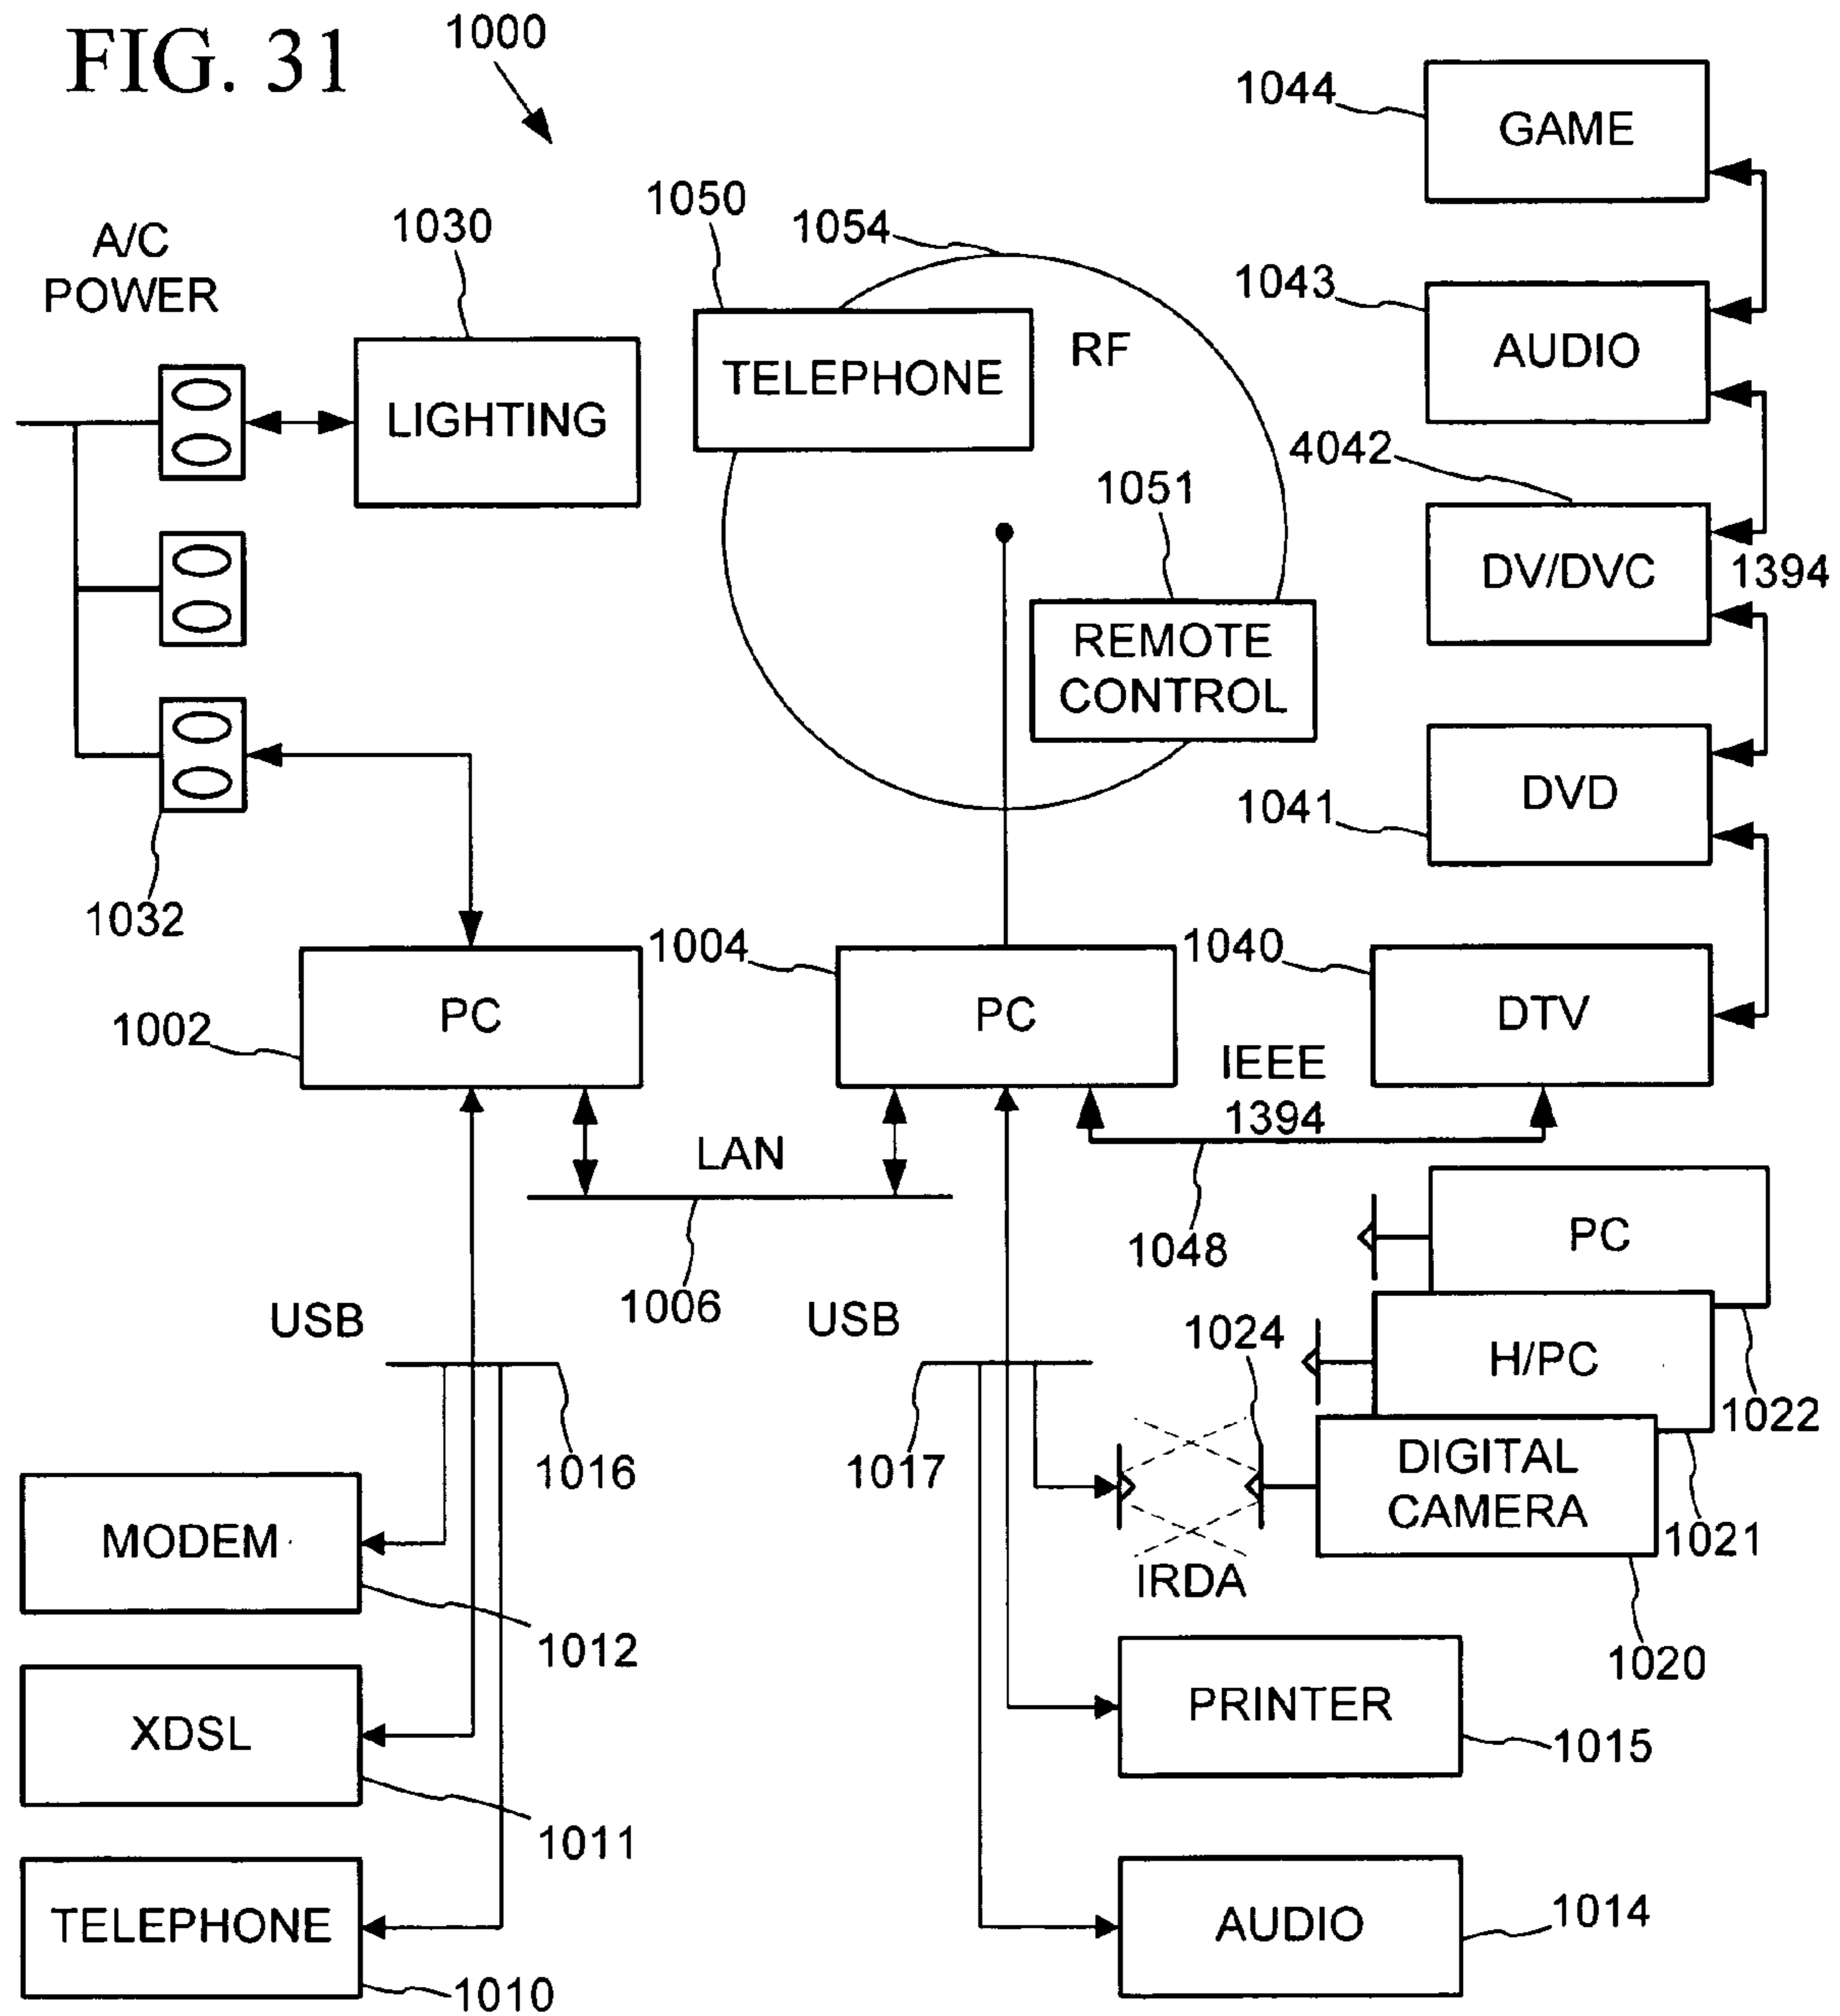 FIG. 31
1000
1044
GAME
A/C
POWER
1030
1050
1054
1043
AUDIO
LIGHTING
TELEPHONE
RF
4042
DV/DVC
1394
1051
REMOTE
CONTROL
1041
DVD
1032
1002
PC
1004
PC
1040
DTV
IEEE
1394
1048
LAN
1006
PC
1022
H/PC
1021
DIGITAL
CAMERA
1020
USB
1016
USB
1017
1024
IRDA
MODEM
1012
XDSL
1011
TELEPHONE
1010
PRINTER
1015
AUDIO
1014